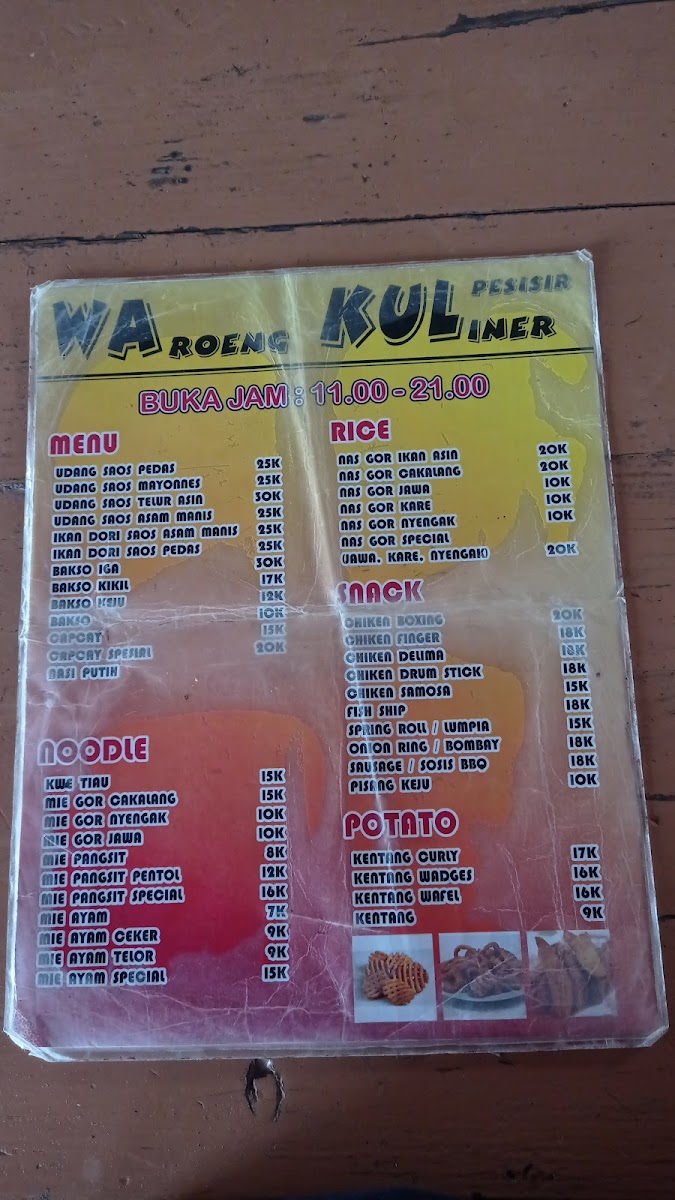 WAROENG KULINER PESISIR
BUKA JAM : 11.00 - 21.00
MENU
UDANG SAOS PEDAS 25K
UDANG SAOS MAYONNES 25K
UDANG SAOS TELUR ASIN 30K
UDANG SAOS ASAM MANIS 25K
IKAN DORI SAOS ASAM MANIS 25K
IKAN DORI SAOS PEDAS 25K
BAKSO IGA 30K
BAKSO KIKIL 17K
BAKSO KEJU 12K
BAKSO 10K
CAPCAY 15K
CAPCAY SPESIAL 20K
NASI PUTIH
NOODLE
KWE TIAU 15K
MIE GOR CAKALANG 15K
MIE GOR NYENGAK 10K
MIE GOR JAWA 10K
MIE PANGSIT 8K
MIE PANGSIT PENTOL 12K
MIE PANGSIT SPECIAL 16K
MIE AYAM 7K
MIE AYAM CEKER 9K
MIE AYAM TELOR 9K
MIE AYAM SPECIAL 15K
RICE
NAS GOR IKAN ASIN 20K
NAS GOR CAKALANG 20K
NAS GOR JAWA 10K
NAS GOR KARE 10K
NAS GOR NYENGAK 10K
NAS GOR SPECIAL
(JAWA, KARE, NYENGAK) 20K
SNACK
CHIKEN BOXING 20K
CHIKEN FINGER 18K
CHIKEN DELIMA 18K
CHIKEN DRUM STICK 18K
CHIKEN SAMOSA 15K
FISH SHIP 18K
SPRING ROLL / LUMPIA 15K
ONION RING / BOMBAY 18K
SAUSAGE / SOSIS BBQ 18K
PISANG KEJU 10K
POTATO
KENTANG CURLY 17K
KENTANG WADGES 16K
KENTANG WAFEL 16K
KENTANG 9K